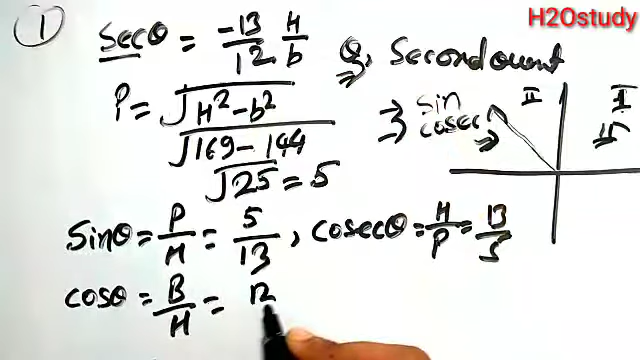 H2Ostudy
① Secθ = -13/12 H/b
θ, Second
P = √H² - b²
√169 - 144
√25 = 5
⇒ sin
cosec
II I
Sinθ = P/H = 5/13, cosecθ = H/P = 13/5
cosθ = B/H = 12